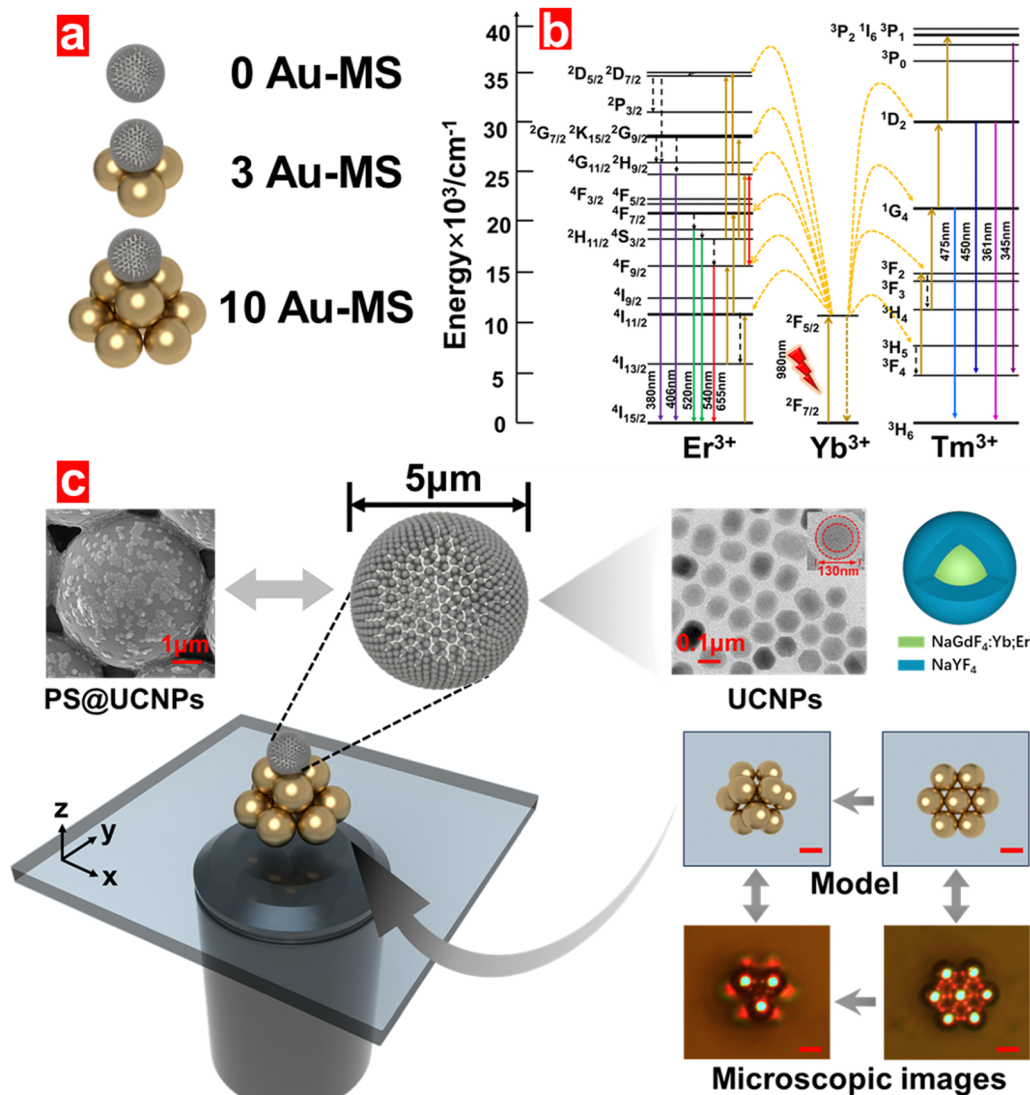 a
0 Au-MS
3 Au-MS
10 Au-MS
b
Energy×10³/cm⁻¹
40
35
30
25
20
15
10
5
0
²D₅/₂ ²D₇/₂
²P₃/₂
²G₇/₂ ²K₁₅/₂ ²G₉/₂
⁴G₁₁/₂ ²H₉/₂
⁴F₃/₂ ⁴F₅/₂
⁴F₇/₂
²H₁₁/₂ ⁴S₃/₂
⁴F₉/₂
⁴I₉/₂
⁴I₁₁/₂
⁴I₁₃/₂
⁴I₁₅/₂
380nm
406nm
520nm
540nm
655nm
Er³⁺
²F₅/₂
980nm
²F₇/₂
Yb³⁺
³P₂ ¹I₆ ³P₁
³P₀
¹D₂
¹G₄
475nm
450nm
361nm
345nm
³F₂
³F₃
³H₄
³H₅
³F₄
³H₆
Tm³⁺
c
1μm
PS@UCNPs
5μm
130nm
0.1μm
UCNPs
NaGdF₄:Yb;Er
NaYF₄
z
y
x
Model
Microscopic images